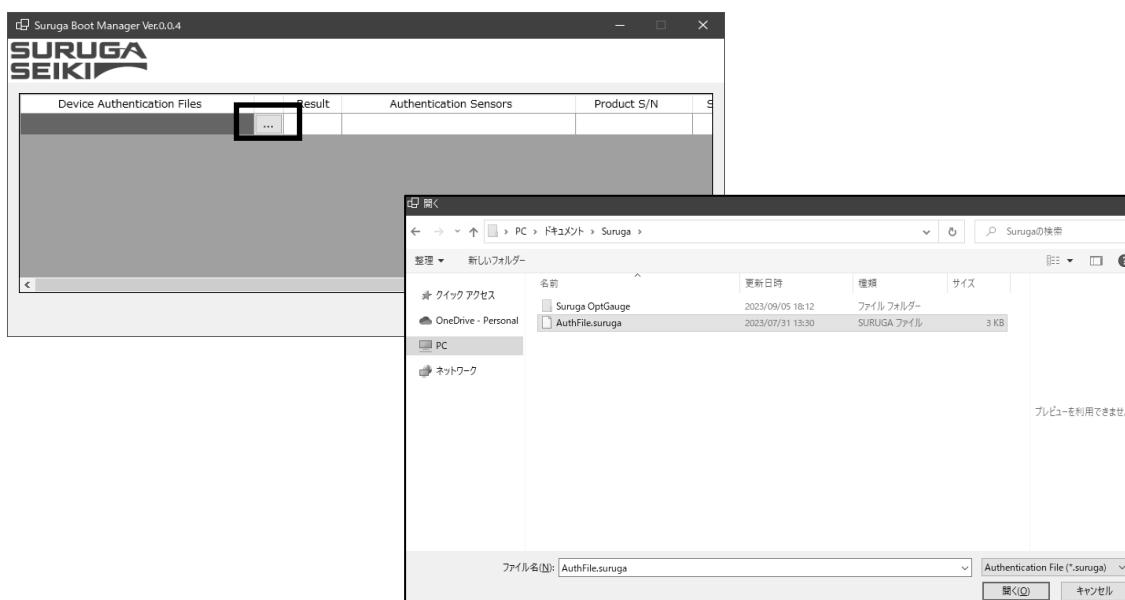 Suruga Boot Manager Ver.0.0.4
SURUGA
SEIKI
Device Authentication Files Result Authentication Sensors Product S/N S
...
開く
PC › ドキュメント › Suruga ›
Surugaの検索
整理 新しいフォルダー
名前 更新日時 種類 サイズ
クイック アクセス
Suruga OptGauge 2023/09/05 18:12 ファイル フォルダー
OneDrive - Personal
AuthFile.suruga 2023/07/31 13:30 SURUGA ファイル 3 KB
PC
ネットワーク
プレビューを利用できませ
ファイル名(N): AuthFile.suruga Authentication File (*.suruga)
開く(O) キャンセル